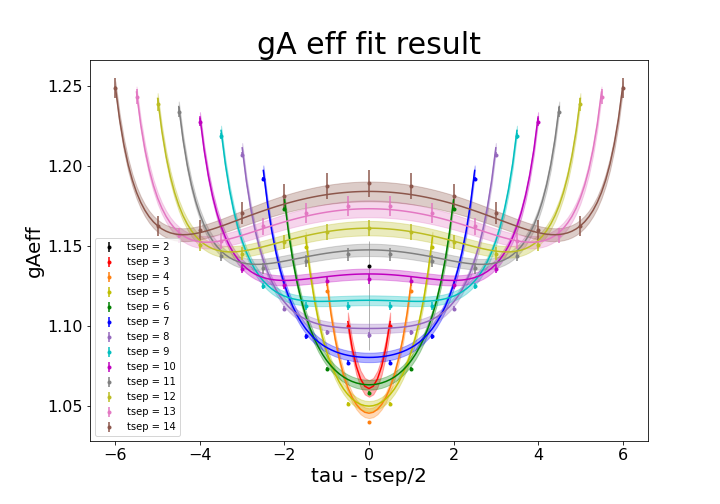 gA eff fit result
gAeff
1.25
1.20
1.15
1.10
1.05
tsep = 2
tsep = 3
tsep = 4
tsep = 5
tsep = 6
tsep = 7
tsep = 8
tsep = 9
tsep = 10
tsep = 11
tsep = 12
tsep = 13
tsep = 14
−6 −4 −2 0 2 4 6
tau - tsep/2